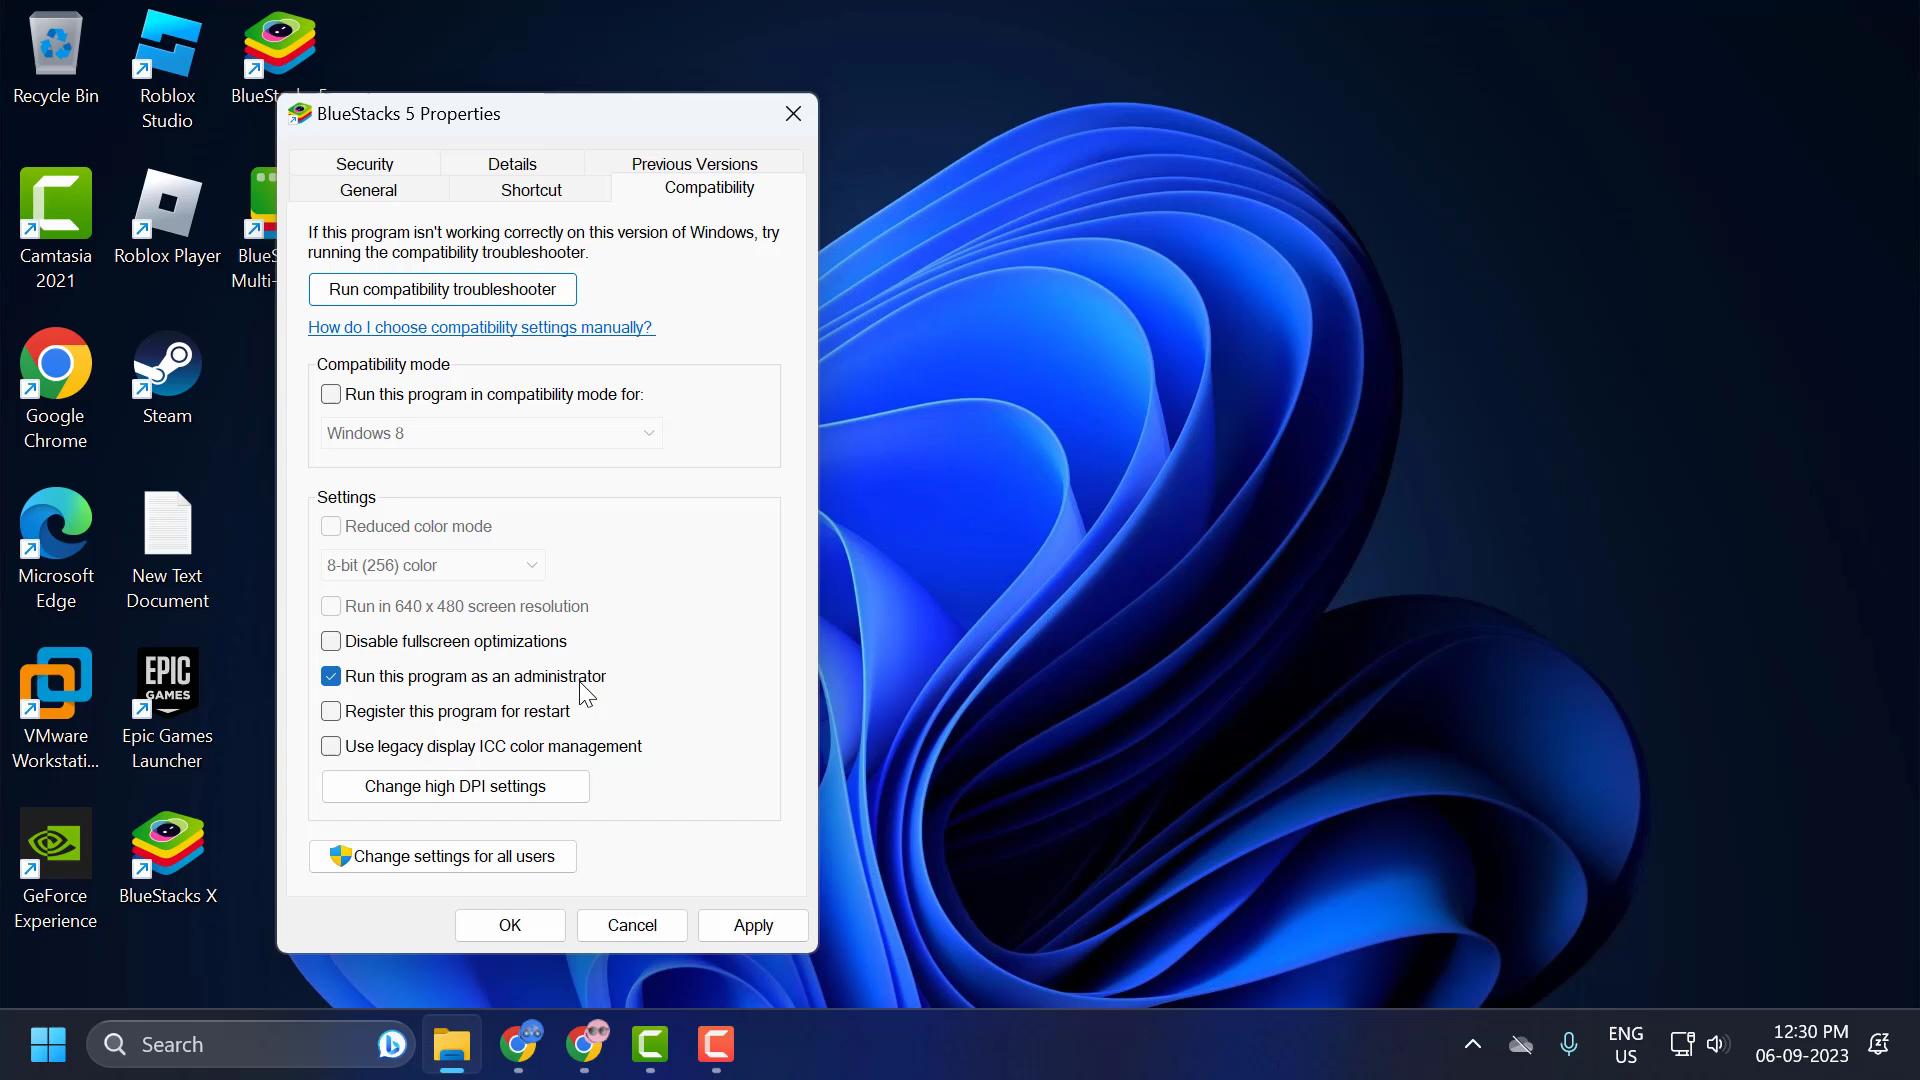 Recycle Bin
Roblox
Studio
BlueSt
Camtasia
2021
Roblox Player
BlueS
Multi-
Google
Chrome
Steam
Microsoft
Edge
New Text
Document
VMware
Workstati...
EPIC
GAMES
Epic Games
Launcher
GeForce
Experience
BlueStacks X
BlueStacks 5 Properties
Security
Details
Previous Versions
General
Shortcut
Compatibility
If this program isn't working correctly on this version of Windows, try
running the compatibility troubleshooter.
Run compatibility troubleshooter
How do I choose compatibility settings manually?
Compatibility mode
Run this program in compatibility mode for:
Windows 8
Settings
Reduced color mode
8-bit (256) color
Run in 640 x 480 screen resolution
Disable fullscreen optimizations
Run this program as an administrator
Register this program for restart
Use legacy display ICC color management
Change high DPI settings
Change settings for all users
OK
Cancel
Apply
Search
ENG
US
12:30 PM
06-09-2023